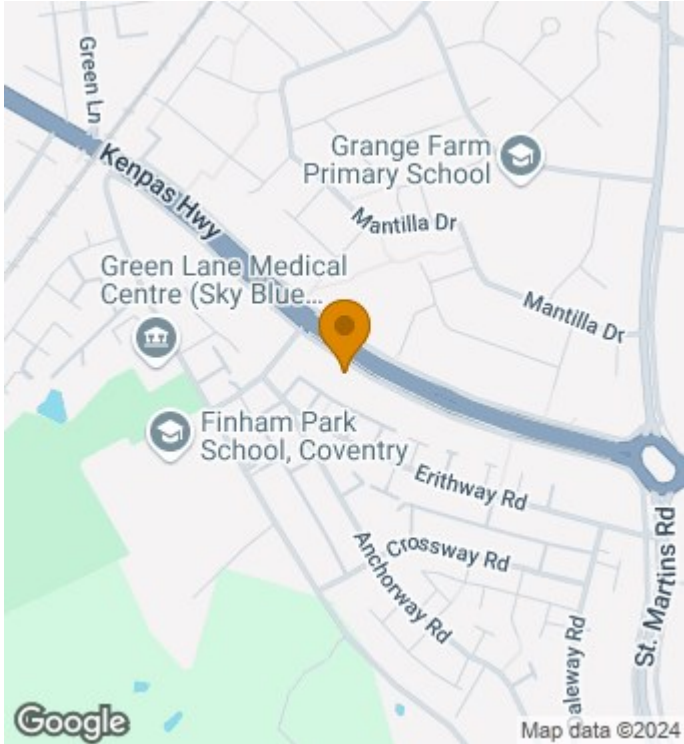 Green Ln
Kenpas Hwy
Grange Farm
Primary School
Mantilla Dr
Green Lane Medical
Centre (Sky Blue...
Mantilla Dr
Finham Park
School, Coventry
Erithway Rd
Crossway Rd
Anchorway Rd
St. Martins Rd
Daleway Rd
Google
Map data ©2024